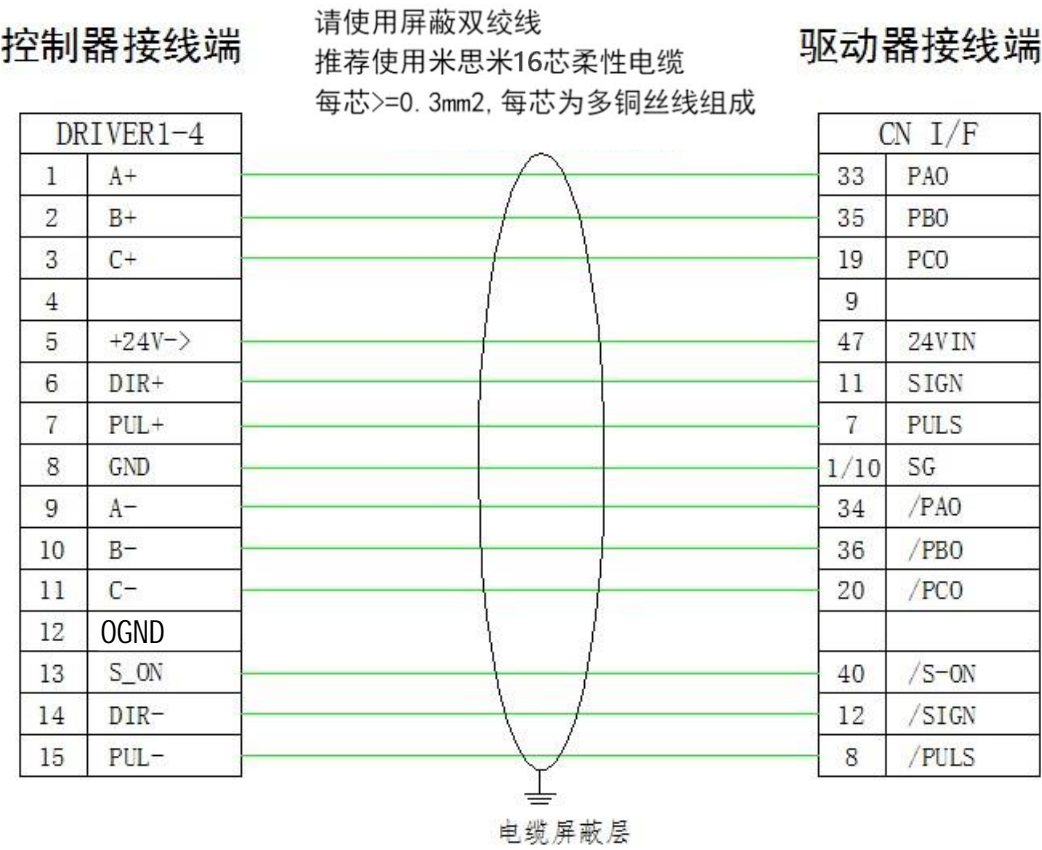 控制器接线端
请使用屏蔽双绞线
推荐使用米思米16芯柔性电缆
每芯>=0.3mm2,每芯为多铜丝线组成
驱动器接线端
DRIVER1-4 CN I/F
1 A+ 33 PAO
2 B+ 35 PBO
3 C+ 19 PCO
4 9
5 +24V-> 47 24VIN
6 DIR+ 11 SIGN
7 PUL+ 7 PULS
8 GND 1/10 SG
9 A- 34 /PAO
10 B- 36 /PBO
11 C- 20 /PCO
12 OGND
13 S_ON 40 /S-ON
14 DIR- 12 /SIGN
15 PUL- 8 /PULS
电缆屏蔽层